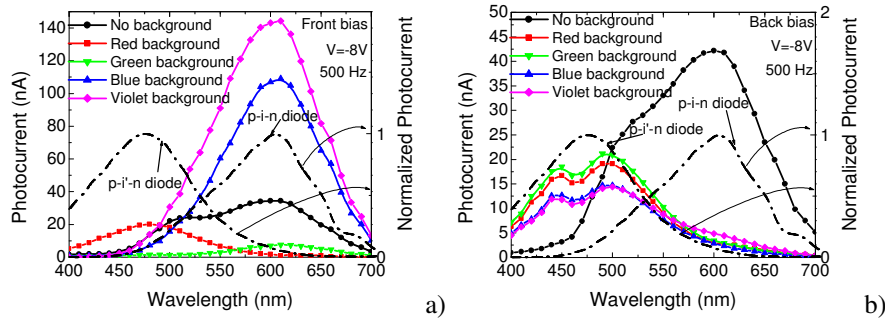 No background
Red background
Green background
Blue background
Violet background
Front bias
V=-8V
500 Hz
p-i'-n diode
p-i-n diode
Photocurrent (nA)
140
120
100
80
60
40
20
0
Normalized Photocurrent
1
0
400 450 500 550 600 650 700
Wavelength (nm)
a)
No background
Red background
Green background
Blue background
Violet background
Back bias
V=-8V
500 Hz
p-i-n diode
p-i'-n diode
Photocurrent (nA)
50
45
40
35
30
25
20
15
10
5
0
Normalized Photocurrent
2
1
0
400 450 500 550 600 650 700
Wavelength (nm)
b)